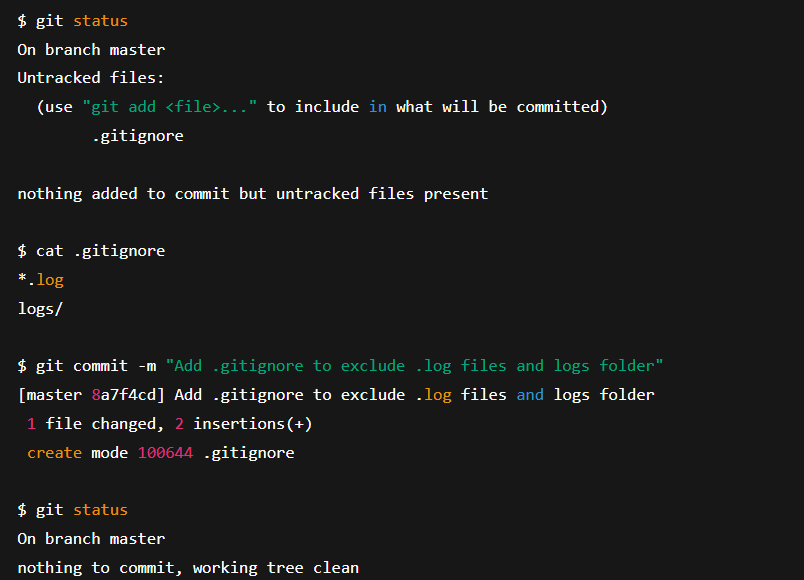 $ git status
On branch master
Untracked files:
  (use "git add <file>..." to include in what will be committed)
        .gitignore

nothing added to commit but untracked files present

$ cat .gitignore
*.log
logs/

$ git commit -m "Add .gitignore to exclude .log files and logs folder"
[master 8a7f4cd] Add .gitignore to exclude .log files and logs folder
 1 file changed, 2 insertions(+)
 create mode 100644 .gitignore

$ git status
On branch master
nothing to commit, working tree clean